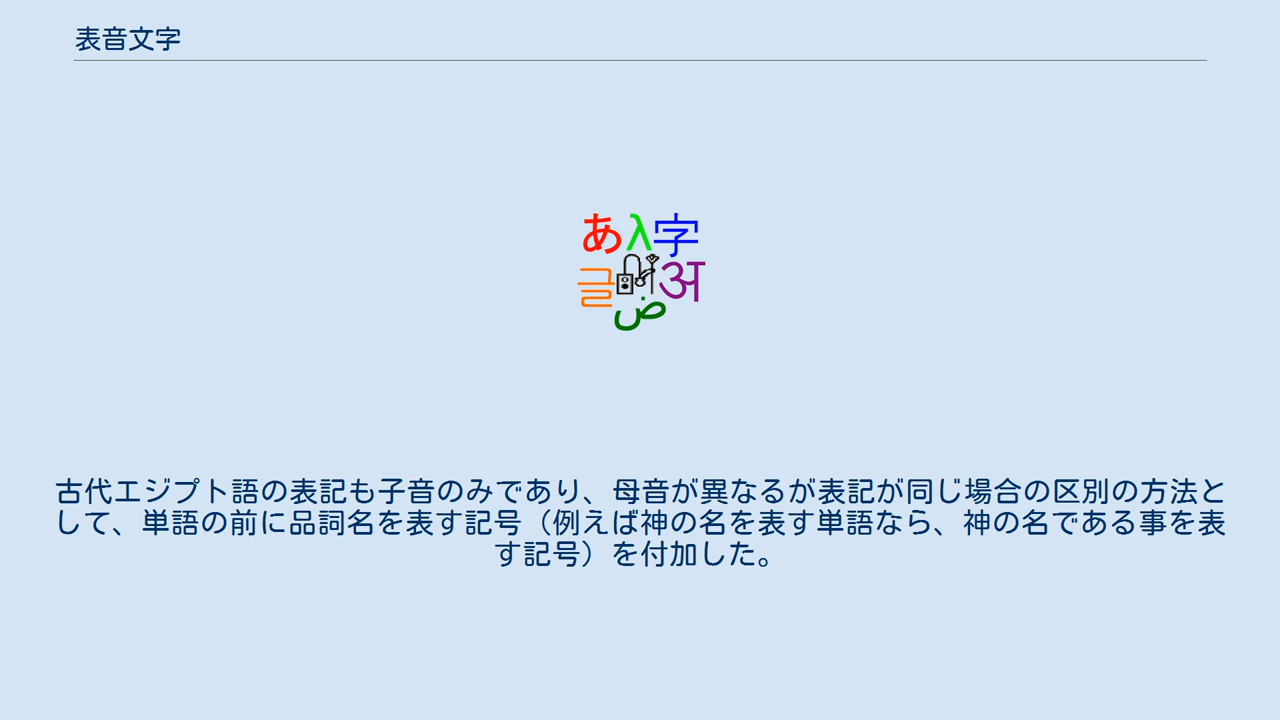 表音文字
あλ字
글अ
ض
古代エジプト語の表記も子音のみであり、母音が異なるが表記が同じ場合の区別の方法と
して、単語の前に品詞名を表す記号（例えば神の名を表す単語なら、神の名である事を表
す記号）を付加した。